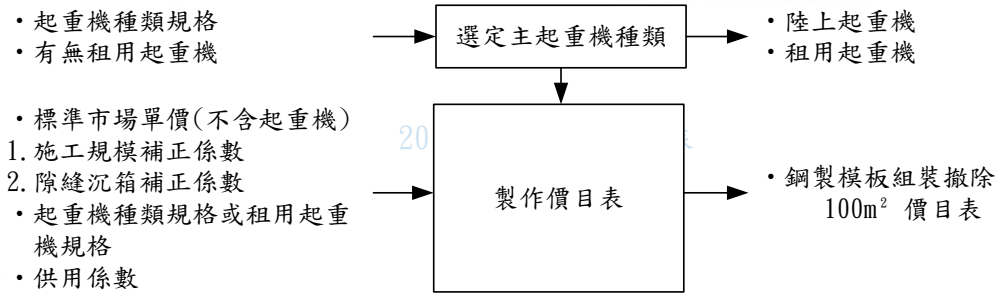 ・起重機種類規格
・有無租用起重機
選定主起重機種類
・陸上起重機
・租用起重機
・標準市場單價(不含起重機)
1.施工規模補正係數
2.隙縫沉箱補正係數
・起重機種類規格或租用起重
機規格
・供用係數
20
製作價目表
・鋼製模板組裝撤除
100m² 價目表